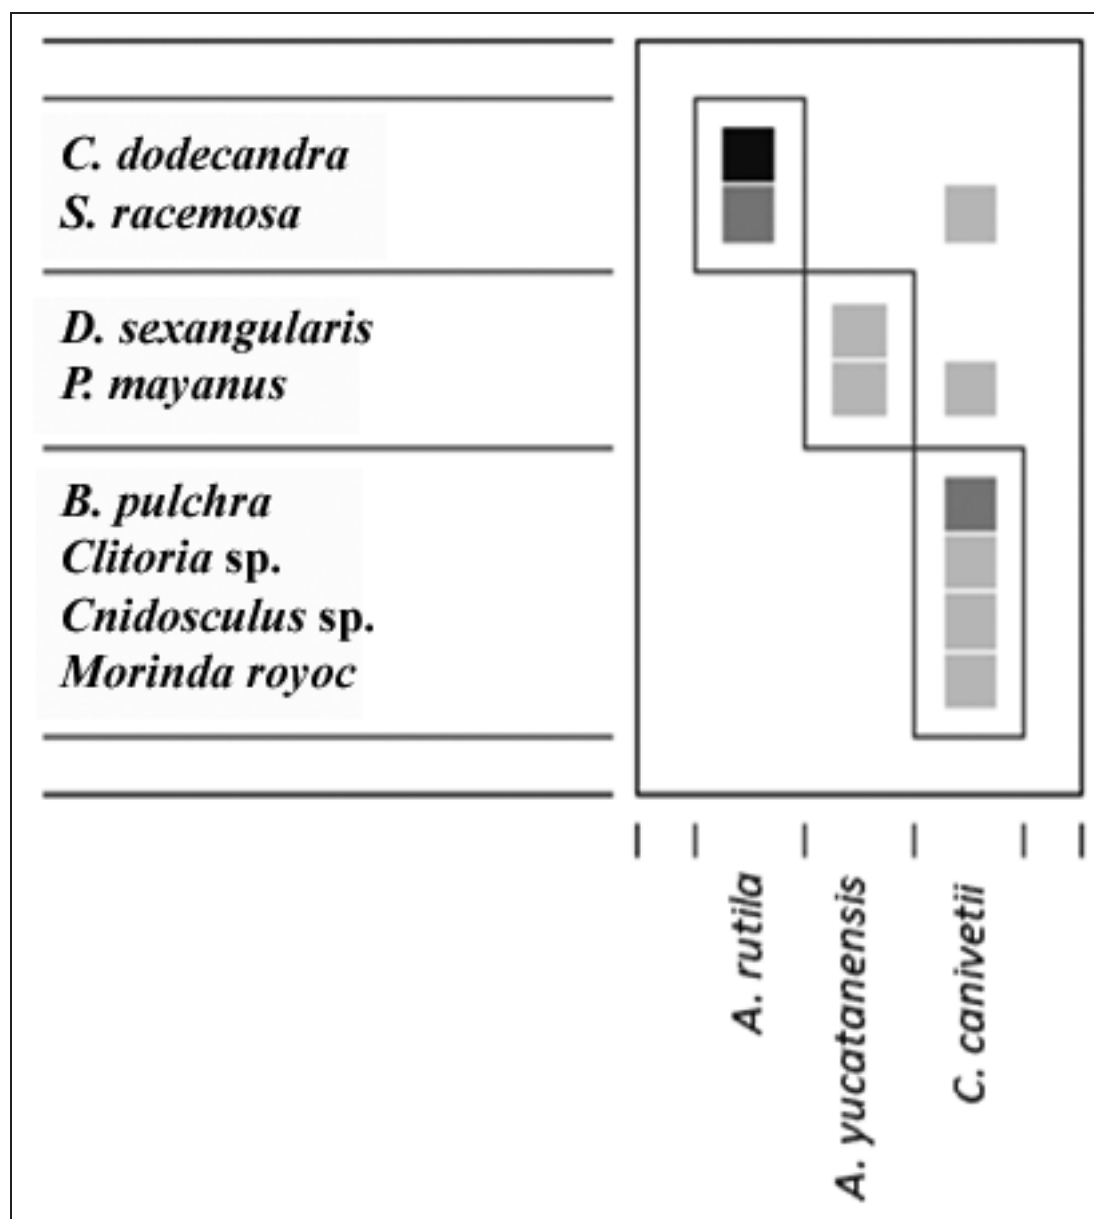 C. dodecandra
S. racemosa
D. sexangularis
P. mayanus
B. pulchra
Clitoria sp.
Cnidosculus sp.
Morinda royoc
A. rutila
A. yucatanensis
C. canivetii